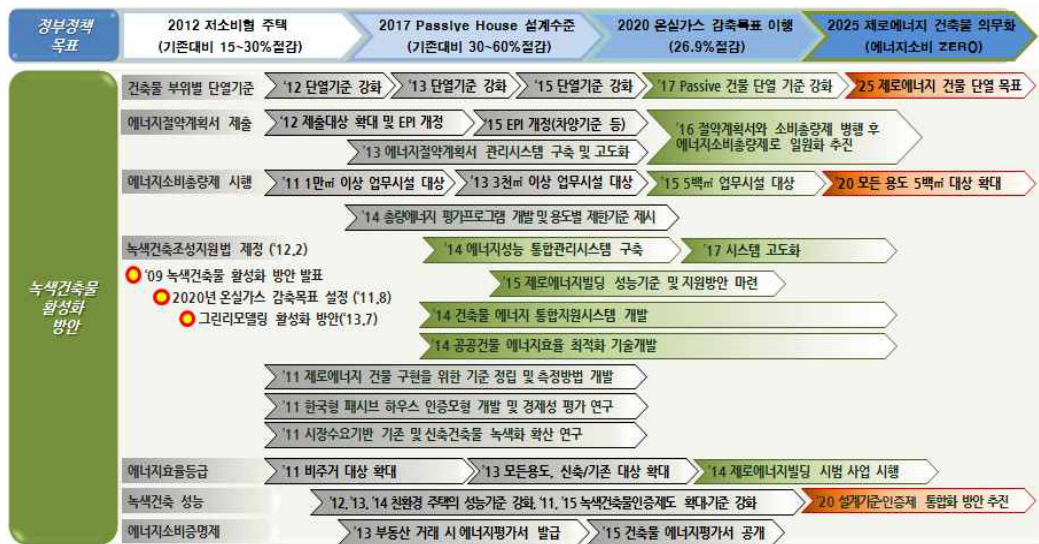 정부정책
목표
2012 저소비형 주택
(기존대비 15~30%절감)
2017 Passive House 설계수준
(기존대비 30~60%절감)
2020 온실가스 감축목표 이행
(26.9%절감)
2025 제로에너지 건축물 의무화
(에너지소비 ZERO)
녹색건축물
활성화
방안
건축물 부위별 단열기준
'12 단열기준 강화
'13 단열기준 강화
'15 단열기준 강화
'17 Passive 건물 단열 기준 강화
'25 제로에너지 건물 단열 목표
에너지절약계획서 제출
'12 제출대상 확대 및 EPI 개정
'15 EPI 개정(차양기준 등)
'16 절약계획서와 소비총량제 병행 후
에너지소비총량제로 일원화 추진
'13 에너지절약계획서 관리시스템 구축 및 고도화
에너지소비총량제 시행
'11 1만㎡ 이상 업무시설 대상
'13 3천㎡ 이상 업무시설 대상
'15 5백㎡ 업무시설 대상
'20 모든 용도 5백㎡ 대상 확대
'14 총량에너지 평가프로그램 개발 및 용도별 제한기준 제시
녹색건축조성지원법 제정 ('12,2)
'14 에너지성능 통합관리시스템 구축
'17 시스템 고도화
'09 녹색건축물 활성화 방안 발표
'15 제로에너지빌딩 성능기준 및 지원방안 마련
2020년 온실가스 감축목표 설정 ('11,8)
그린리모델링 활성화 방안('13,7)
'14 건축물 에너지 통합지원시스템 개발
'14 공공건물 에너지효율 최적화 기술개발
'11 제로에너지 건물 구현을 위한 기준 정립 및 측정방법 개발
'11 한국형 패시브 하우스 인증모형 개발 및 경제성 평가 연구
'11 시장수요기반 기존 및 신축건축물 녹색화 확산 연구
에너지효율등급
'11 비주거 대상 확대
'13 모든용도, 신축/기존 대상 확대
'14 제로에너지빌딩 시범 사업 시행
녹색건축 성능
'12, '13, '14 친환경 주택의 성능기준 강화, '11, '15 녹색건축물인증제도 확대기준 강화
'20 설계기준·인증제 통합화 방안 추진
에너지소비증명제
'13 부동산 거래 시 에너지평가서 발급
'15 건축물 에너지평가서 공개